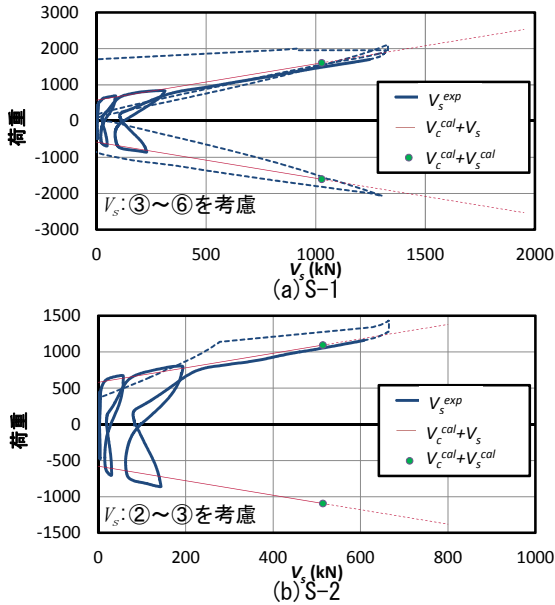 3000
2000
1000
0
-1000
-2000
-3000
荷重
V_s^exp
V_c^cal+V_s
V_c^cal+V_s^cal
V_s:③~⑥を考慮
0 500 1000 1500 2000
V_s (kN)
(a)S-1
1500
1000
500
0
-500
-1000
-1500
荷重
V_s^exp
V_c^cal+V_s
V_c^cal+V_s^cal
V_s:②~③を考慮
0 200 400 600 800 1000
V_s (kN)
(b)S-2